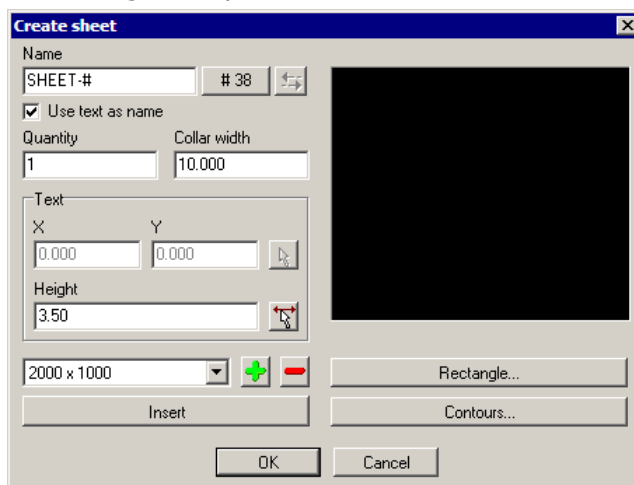 Create sheet
Name
SHEET-#
# 38
Use text as name
Quantity
Collar width
1
10.000
Text
X
Y
0.000
0.000
Height
3.50
2000 x 1000
Rectangle...
Insert
Contours...
OK
Cancel